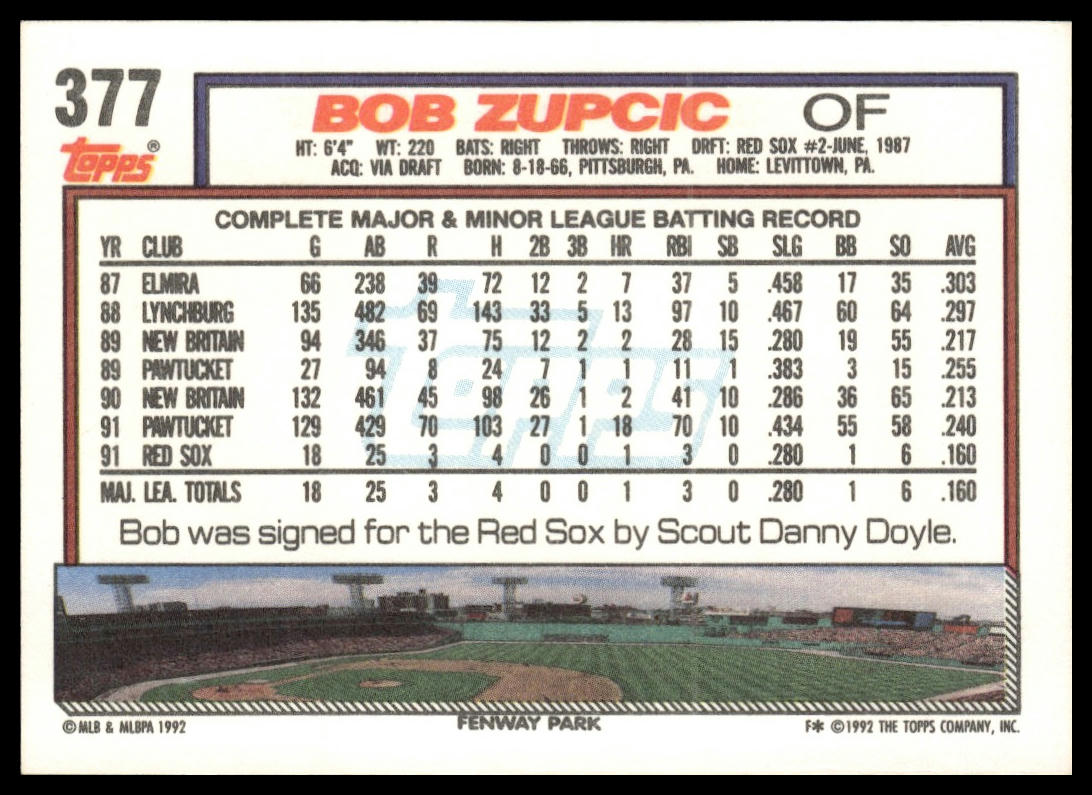 377
topps®
BOB ZUPCIC OF
HT: 6'4" WT: 220 BATS: RIGHT THROWS: RIGHT DRFT: RED SOX #2-JUNE, 1987
ACQ: VIA DRAFT BORN: 8-18-66, PITTSBURGH, PA. HOME: LEVITTOWN, PA.
COMPLETE MAJOR & MINOR LEAGUE BATTING RECORD
YR CLUB G AB R H 2B 3B HR RBI SB SLG BB SO AVG
87 ELMIRA 66 238 39 72 12 2 7 37 5 .458 17 35 .303
88 LYNCHBURG 135 482 69 143 33 5 13 97 10 .467 60 64 .297
89 NEW BRITAIN 94 346 37 75 12 2 2 28 15 .280 19 55 .217
89 PAWTUCKET 27 94 8 24 7 1 1 11 1 .383 3 15 .255
90 NEW BRITAIN 132 461 45 98 26 1 2 41 10 .286 36 65 .213
91 PAWTUCKET 129 429 70 103 27 1 18 70 10 .434 55 58 .240
91 RED SOX 18 25 3 4 0 0 1 3 0 .280 1 6 .160
MAJ. LEA. TOTALS 18 25 3 4 0 0 1 3 0 .280 1 6 .160
topps
Bob was signed for the Red Sox by Scout Danny Doyle.
© MLB & MLBPA 1992 FENWAY PARK F* © 1992 THE TOPPS COMPANY, INC.